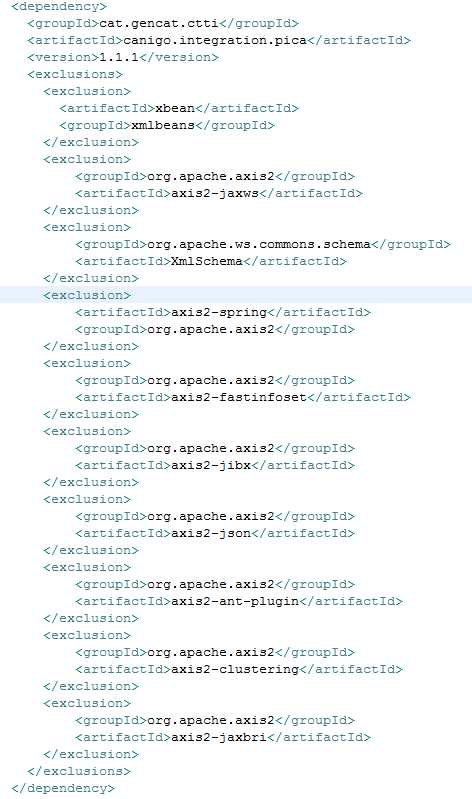 <dependency>
<groupId>cat.gencat.ctti</groupId>
<artifactId>canigo.integration.pica</artifactId>
<version>1.1.1</version>
<exclusions>
<exclusion>
<artifactId>xbean</artifactId>
<groupId>xmlbeans</groupId>
</exclusion>
<exclusion>
<groupId>org.apache.axis2</groupId>
<artifactId>axis2-jaxws</artifactId>
</exclusion>
<exclusion>
<groupId>org.apache.ws.commons.schema</groupId>
<artifactId>XmlSchema</artifactId>
</exclusion>
<exclusion>
<artifactId>axis2-spring</artifactId>
<groupId>org.apache.axis2</groupId>
</exclusion>
<exclusion>
<groupId>org.apache.axis2</groupId>
<artifactId>axis2-fastinfoset</artifactId>
</exclusion>
<exclusion>
<groupId>org.apache.axis2</groupId>
<artifactId>axis2-jibx</artifactId>
</exclusion>
<exclusion>
<groupId>org.apache.axis2</groupId>
<artifactId>axis2-json</artifactId>
</exclusion>
<exclusion>
<groupId>org.apache.axis2</groupId>
<artifactId>axis2-ant-plugin</artifactId>
</exclusion>
<exclusion>
<groupId>org.apache.axis2</groupId>
<artifactId>axis2-clustering</artifactId>
</exclusion>
<exclusion>
<groupId>org.apache.axis2</groupId>
<artifactId>axis2-jaxbri</artifactId>
</exclusion>
</exclusions>
</dependency>